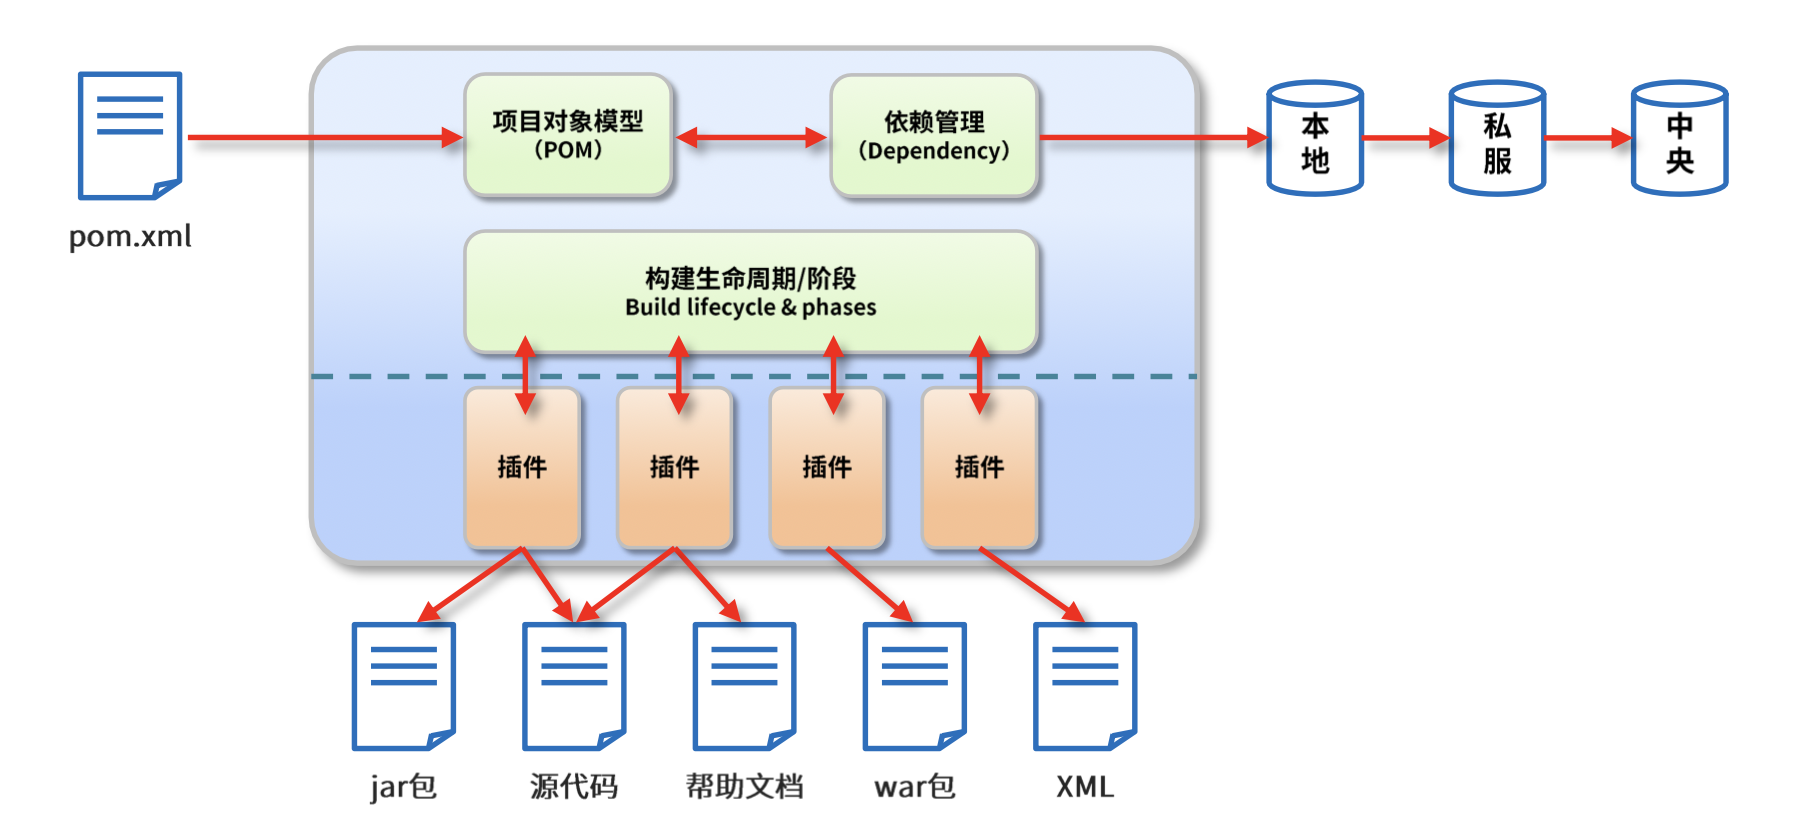 项目对象模型
（POM）
依赖管理
（Dependency）
本
地
私
服
中
央
pom.xml
构建生命周期/阶段
Build lifecycle & phases
插件
插件
插件
插件
jar包
源代码
帮助文档
war包
XML